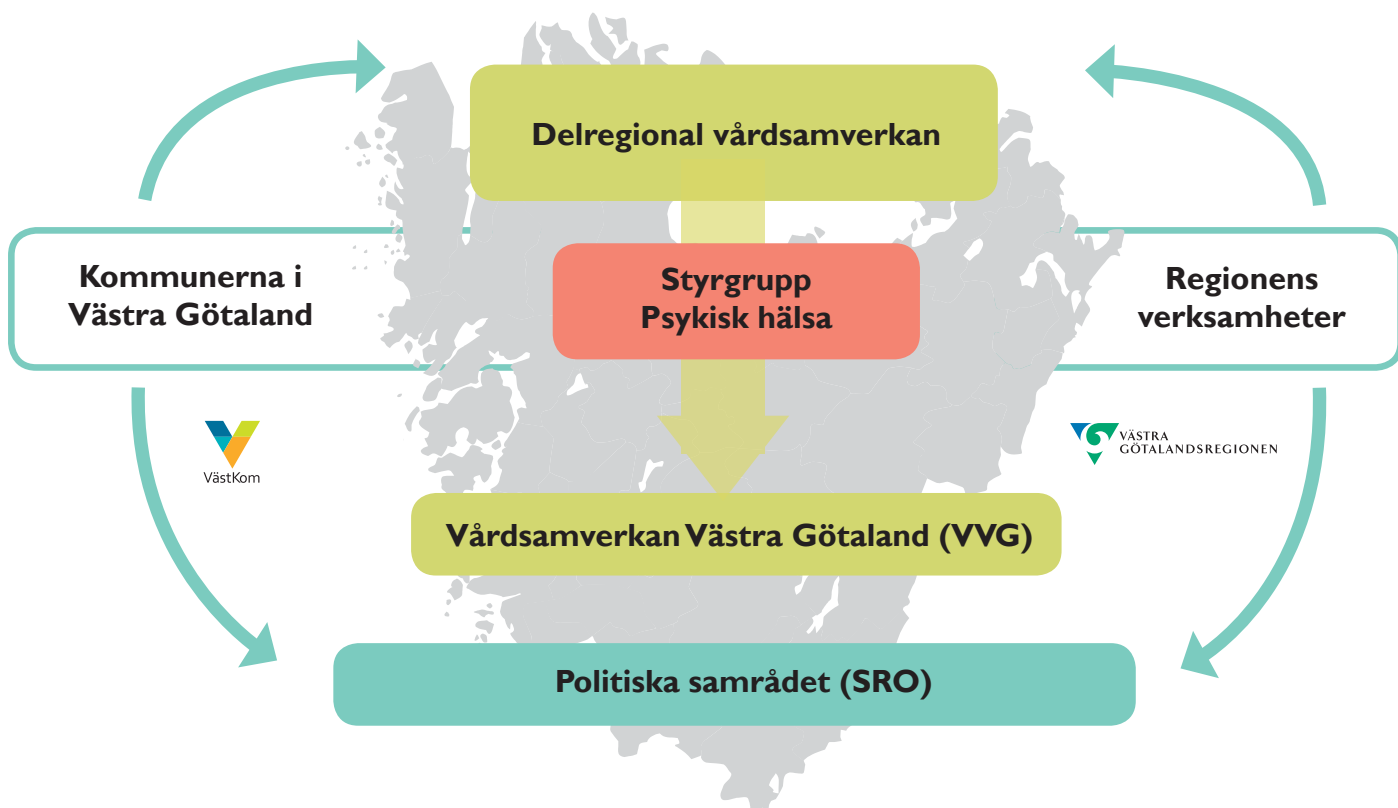 Delregional vårdsamverkan
Kommunerna i
Västra Götaland
Styrgrupp
Psykisk hälsa
Regionens
verksamheter
VästKom
VÄSTRA
GÖTALANDSREGIONEN
Vårdsamverkan Västra Götaland (VVG)
Politiska samrådet (SRO)